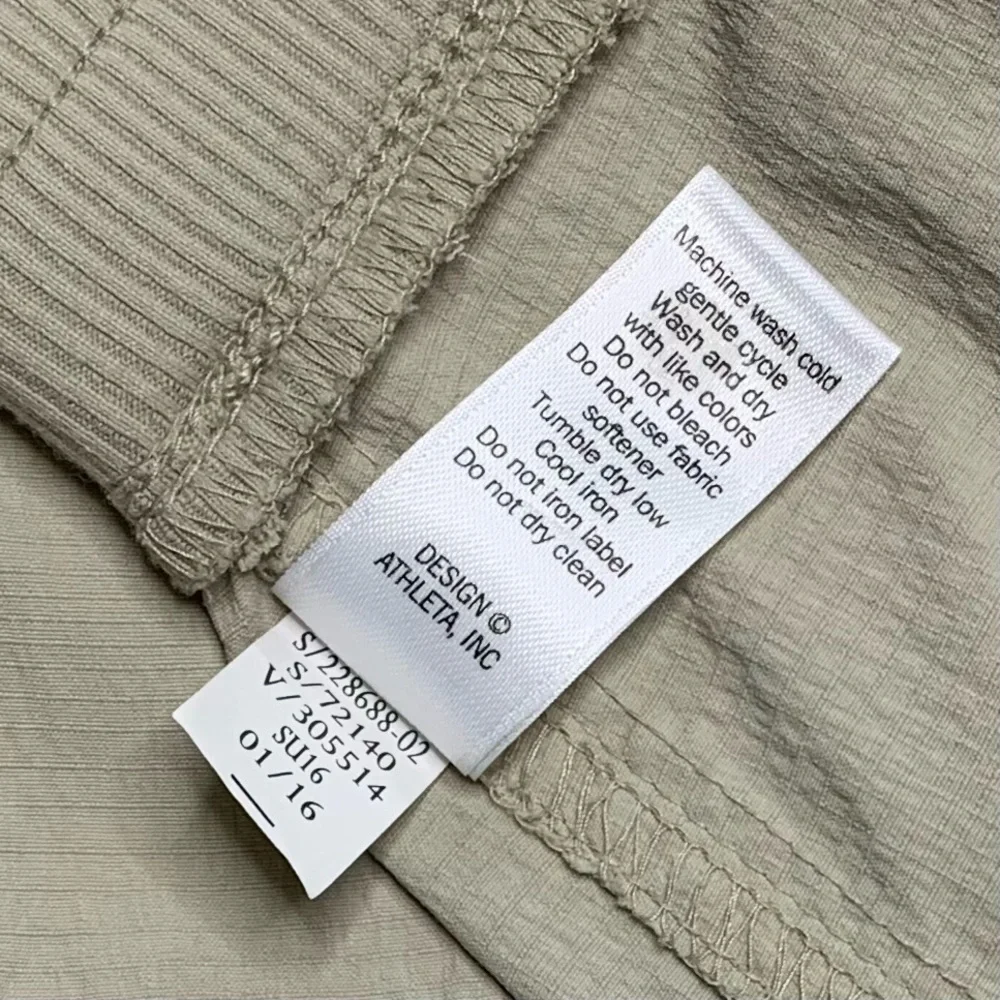 Machine wash cold
gentle cycle
Wash and dry
with like colors
Do not bleach
Do not use fabric
softener
Tumble dry low
Cool iron
Do not iron label
Do not dry clean
DESIGN ©
ATHLETA, INC
S/228688-02
S/72140
V/305514
SU16
01/16